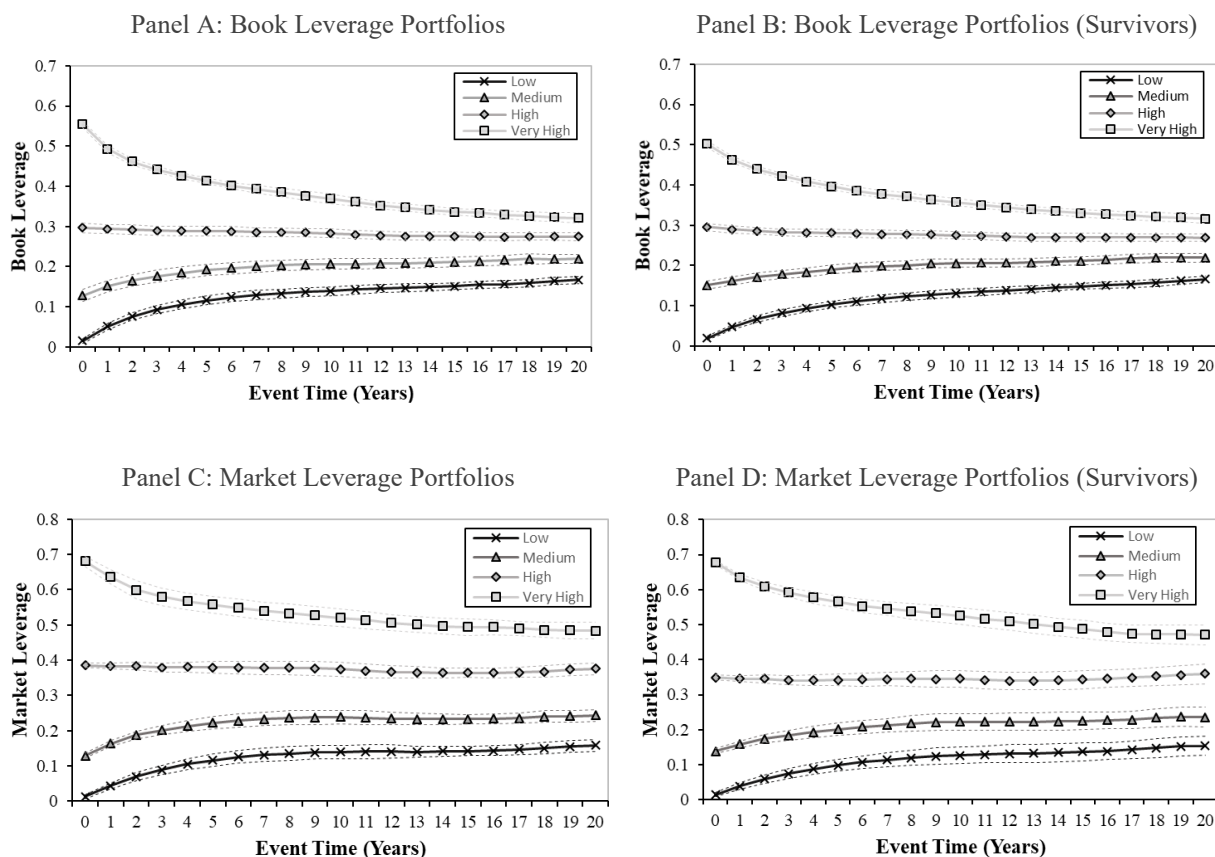 Panel A: Book Leverage Portfolios
0.7
0.6
0.5
0.4
0.3
0.2
0.1
0
Book Leverage
Low
Medium
High
Very High
0 1 2 3 4 5 6 7 8 9 10 11 12 13 14 15 16 17 18 19 20
Event Time (Years)
Panel B: Book Leverage Portfolios (Survivors)
0.7
0.6
0.5
0.4
0.3
0.2
0.1
0
Book Leverage
Low
Medium
High
Very High
0 1 2 3 4 5 6 7 8 9 10 11 12 13 14 15 16 17 18 19 20
Event Time (Years)
Panel C: Market Leverage Portfolios
0.8
0.7
0.6
0.5
0.4
0.3
0.2
0.1
0
Market Leverage
Low
Medium
High
Very High
0 1 2 3 4 5 6 7 8 9 10 11 12 13 14 15 16 17 18 19 20
Event Time (Years)
Panel D: Market Leverage Portfolios (Survivors)
0.8
0.7
0.6
0.5
0.4
0.3
0.2
0.1
0
Market Leverage
Low
Medium
High
Very High
0 1 2 3 4 5 6 7 8 9 10 11 12 13 14 15 16 17 18 19 20
Event Time (Years)